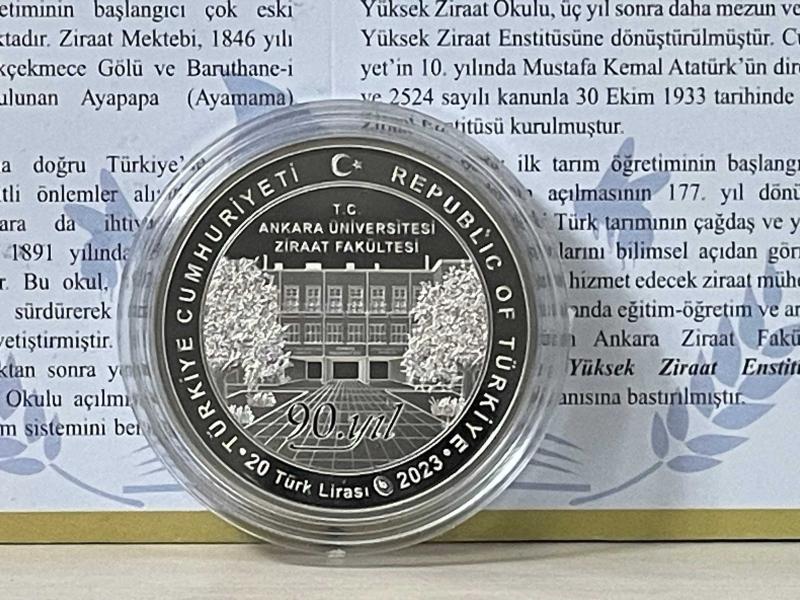 etiminin başlangıcı çok eski
ktadır. Ziraat Mektebi, 1846 yılı
kçekmece Gölü ve Baruthane-i
ulunan Ayapapa (Ayamama)
a doğru Türkiye'
tli önlemler
ara da
1891 yılında
r. Bu okul,
sürdürerek
yetiştirmiştir.
ktan sonra
Okulu
m sistemini
Yüksek Ziraat Okulu, üç yıl sonra daha mezun ve
Yüksek Ziraat Enstitüsüne dönüştürülmüştür. Cu
yet'in 10. yılında Mustafa Kemal Atatürk'ün dir
ve 2524 sayılı kanunla 30 Ekim 1933 tarihinde
Ziraat Enstitüsü kurulmuştur.
ilk tarım öğretiminin başlangı
açılmasının 177. yıl dönü
Türk tarımının çağdaş ve y
larını bilimsel açıdan gör
hizmet edecek ziraat mühe
nda eğitim-öğretim ve ar
Ankara Ziraat Fakü
Yüksek Ziraat Enstit
anısına bastırılmıştır.
TÜRKİYE CUMHURİYETİ
REPUBLIC OF TÜRKİYE
T.C.
ANKARA ÜNİVERSİTESİ
ZİRAAT FAKÜLTESİ
90.yıl
20 Türk Lirası 2023